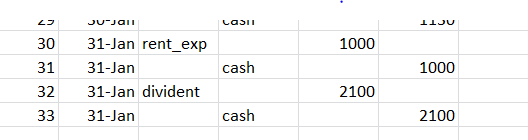 29 30-Jan cash 1150
30 31-Jan rent_exp 1000
31 31-Jan cash 1000
32 31-Jan divident 2100
33 31-Jan cash 2100